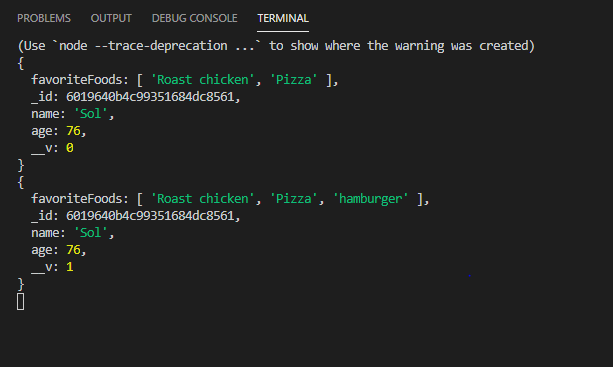 PROBLEMS OUTPUT DEBUG CONSOLE TERMINAL
(Use `node --trace-deprecation ...` to show where the warning was created)
{
  favoriteFoods: [ 'Roast chicken', 'Pizza' ],
  _id: 6019640b4c99351684dc8561,
  name: 'Sol',
  age: 76,
  __v: 0
}
{
  favoriteFoods: [ 'Roast chicken', 'Pizza', 'hamburger' ],
  _id: 6019640b4c99351684dc8561,
  name: 'Sol',
  age: 76,
  __v: 1
}